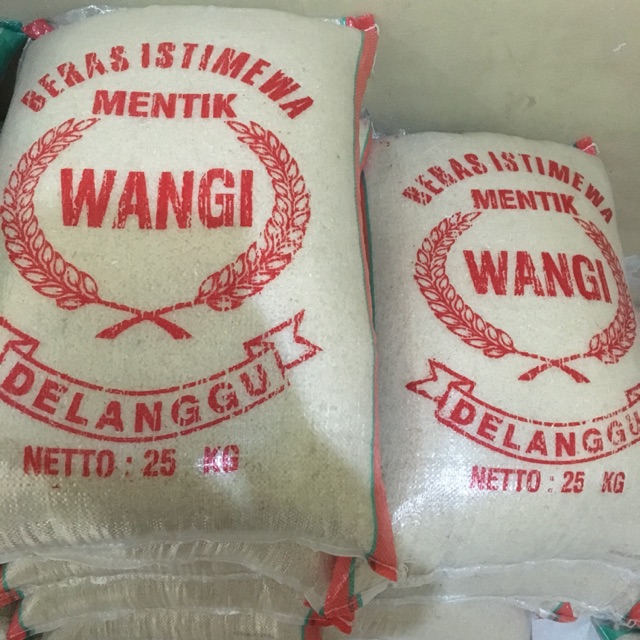 BERAS ISTIMEWA
MENTIK
WANGI
DELANGGU
NETTO : 25 KG
BERAS ISTIMEWA
MENTIK
WANGI
DELANGGU
NETTO : 25 KG